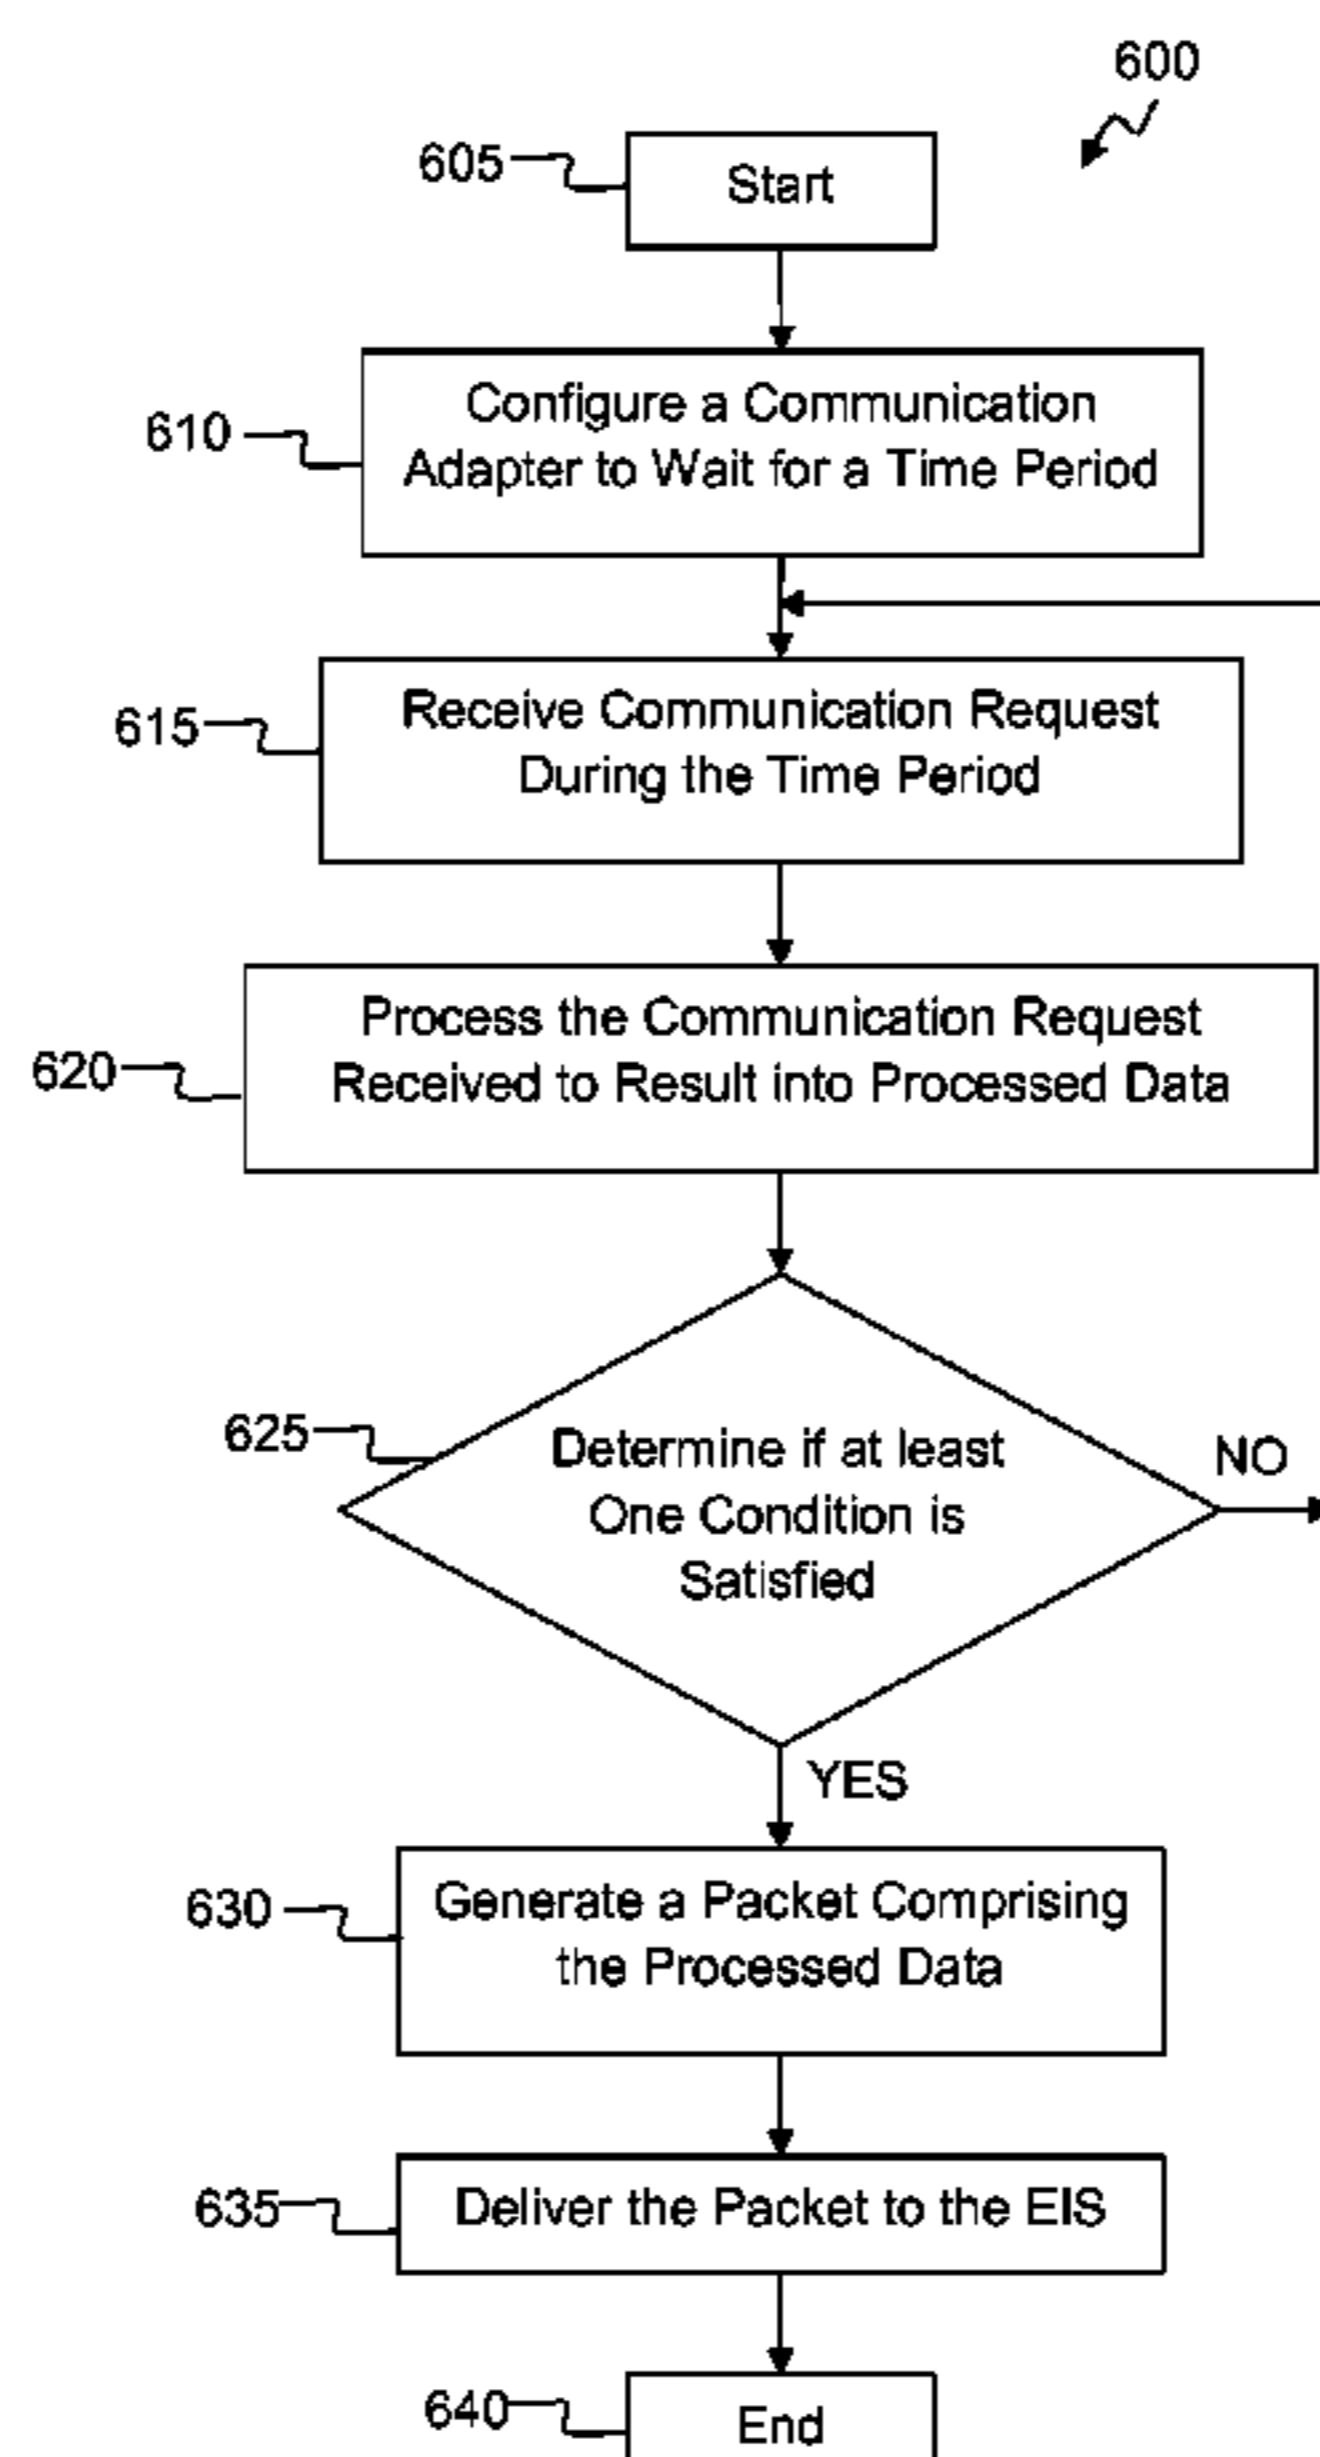 600
605
Start
610
Configure a Communication
Adapter to Wait for a Time Period
615
Receive Communication Request
During the Time Period
620
Process the Communication Request
Received to Result into Processed Data
625
Determine if at least
One Condition is
Satisfied
NO
YES
630
Generate a Packet Comprising
the Processed Data
635
Deliver the Packet to the EIS
640
End